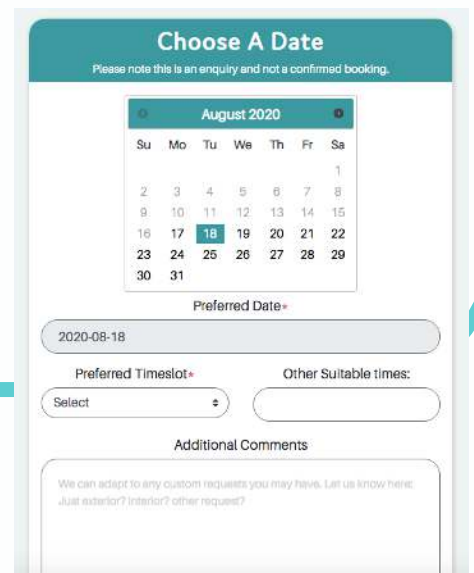 Choose A Date
Please note this is an enquiry and not a confirmed booking.
August 2020
Su Mo Tu We Th Fr Sa
1
2 3 4 5 6 7 8
9 10 11 12 13 14 15
16 17 18 19 20 21 22
23 24 25 26 27 28 29
30 31
Preferred Date*
2020-08-18
Preferred Timeslot* Other Suitable times:
Select
Additional Comments
We can adapt to any custom requests you may have. Let us know here:
Just exterior? Interior? other request?